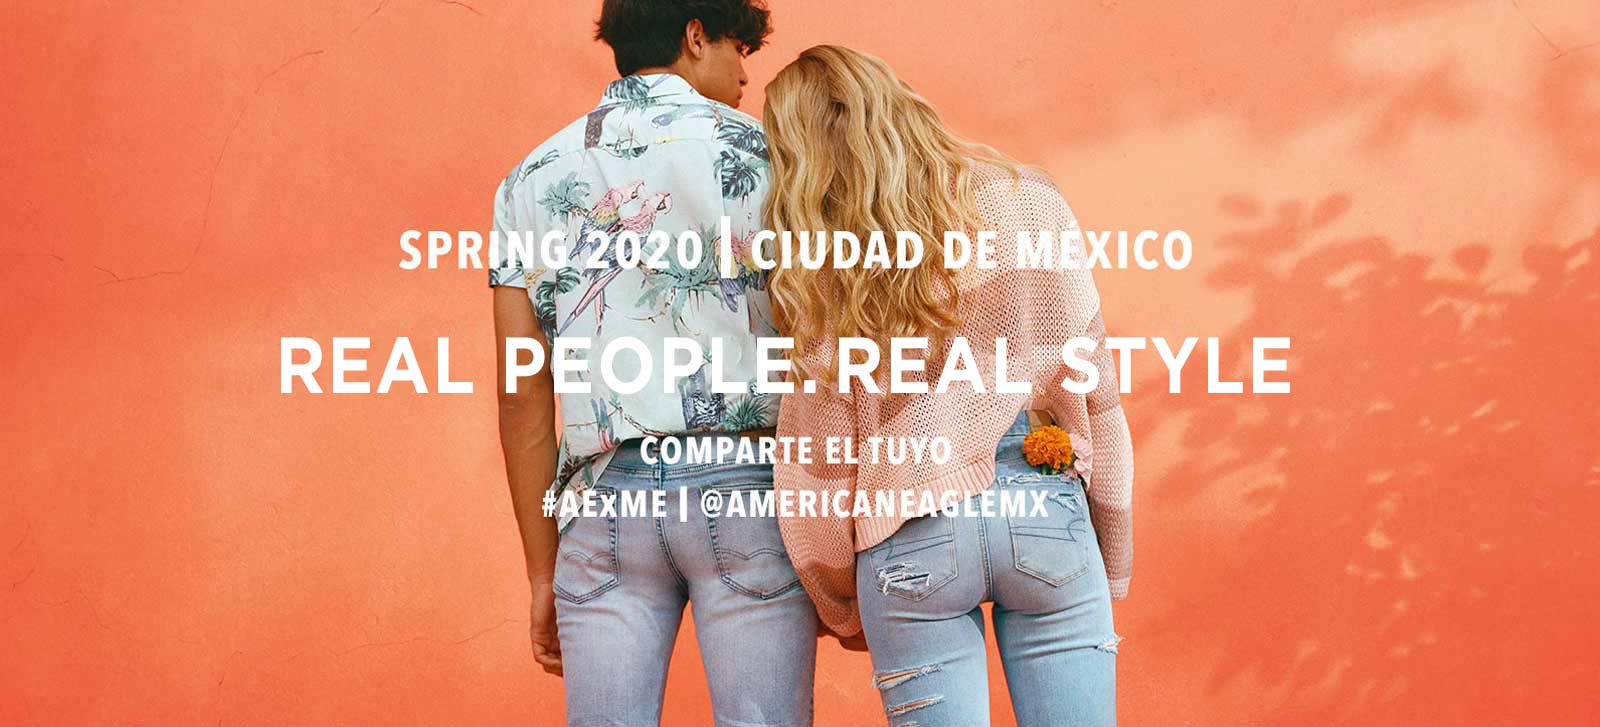 SPRING 2020 | CIUDAD DE MÉXICO
REAL PEOPLE. REAL STYLE
COMPARTE EL TUYO
#AExME | @AMERICANEAGLEMX